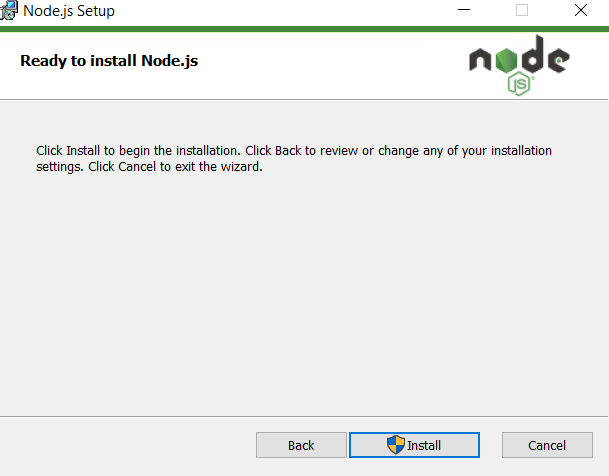 Node.js Setup
Ready to install Node.js
node
JS
Click Install to begin the installation. Click Back to review or change any of your installation
settings. Click Cancel to exit the wizard.
Back
Install
Cancel